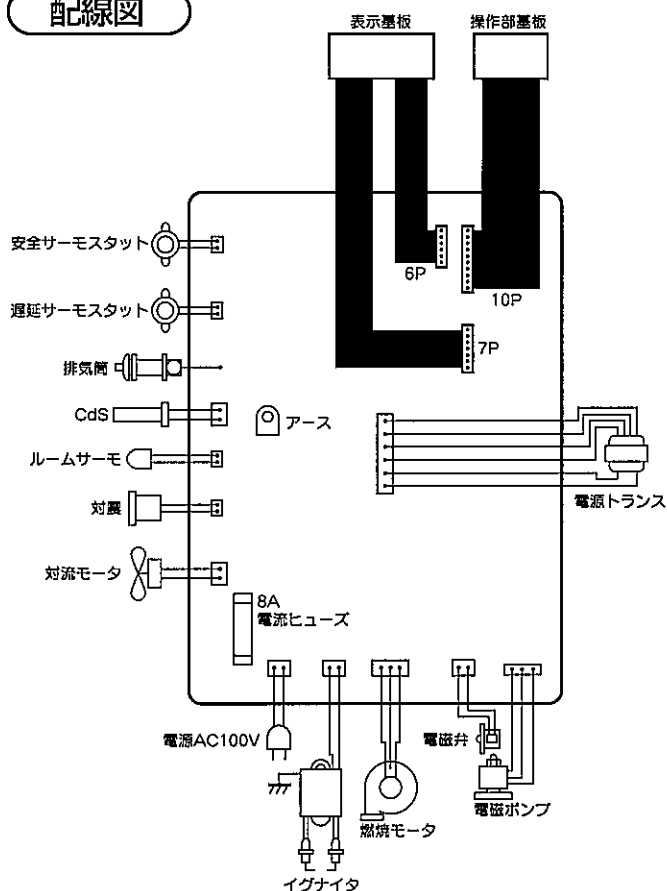 配線図
表示基板
操作部基板
安全サーモスタット
6P
10P
遅延サーモスタット
7P
排気筒
CdS
アース
ルームサーモ
電源トランス
対震
対流モータ
8A
電流ヒューズ
電源AC100V
電磁弁
電磁ポンプ
燃焼モータ
イグナイタ